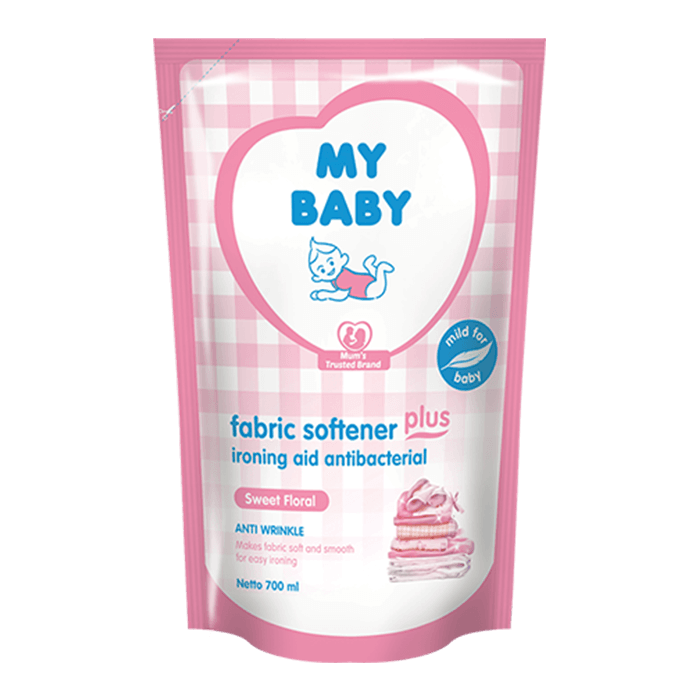 MY
BABY
Mum's
Trusted Brand
mild for
baby
fabric softener plus
ironing aid antibacterial
Sweet Floral
ANTI WRINKLE
Makes fabric soft and smooth
for easy ironing
Netto 700 ml